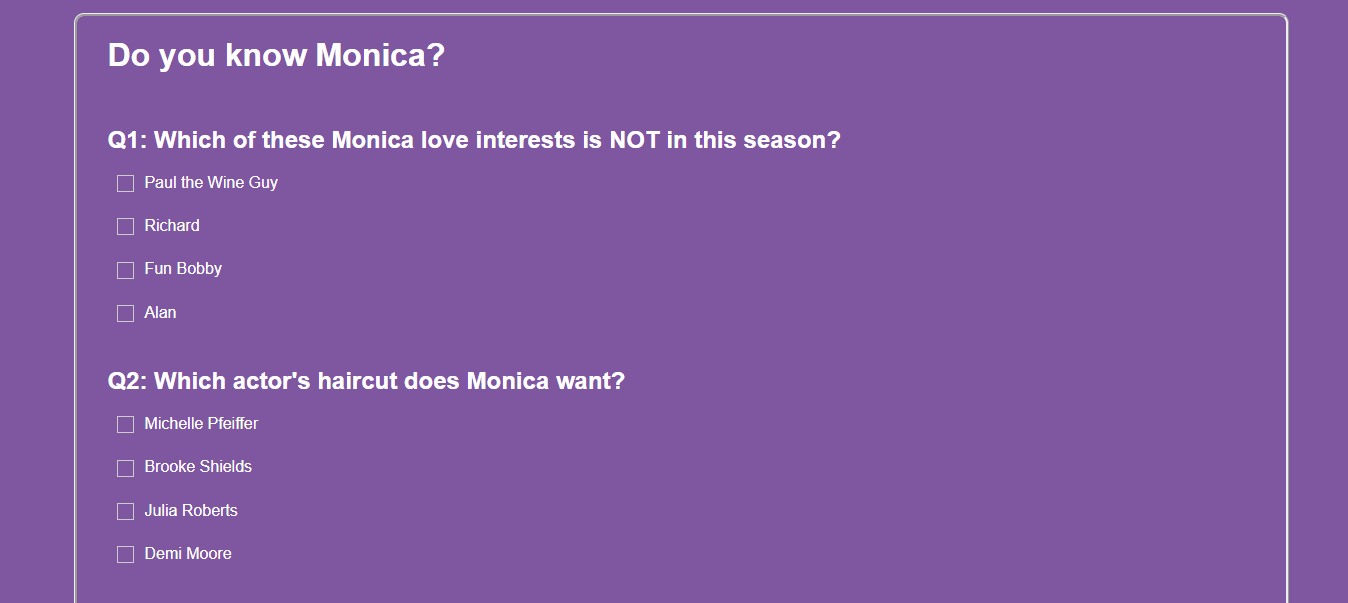 Do you know Monica?
Q1: Which of these Monica love interests is NOT in this season?
Paul the Wine Guy
Richard
Fun Bobby
Alan
Q2: Which actor's haircut does Monica want?
Michelle Pfeiffer
Brooke Shields
Julia Roberts
Demi Moore